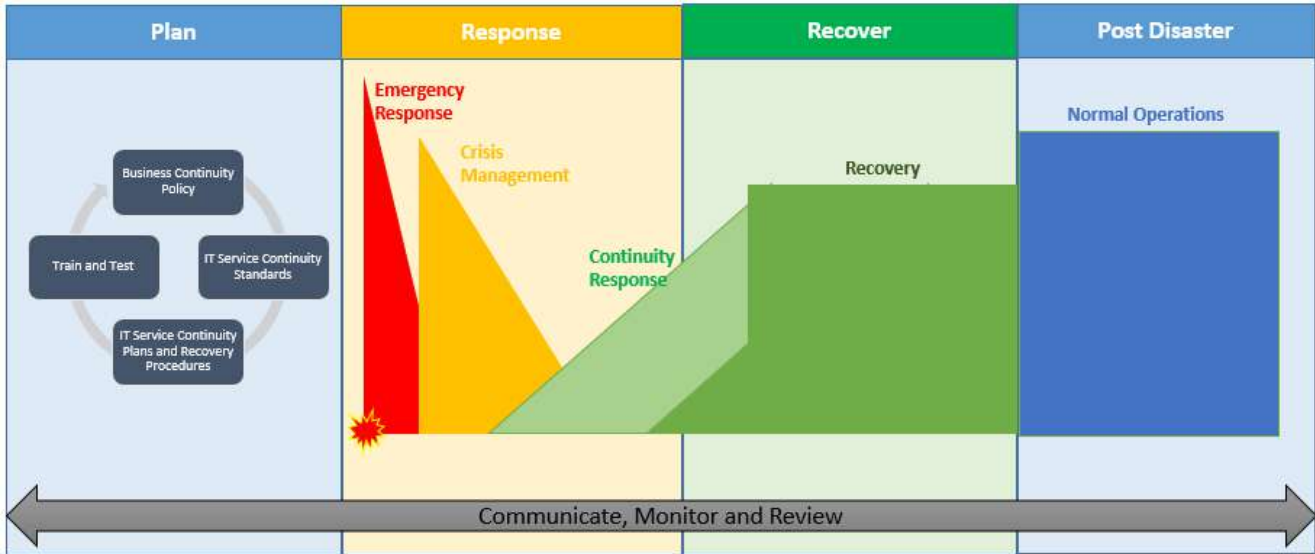 Plan
Response
Recover
Post Disaster
Emergency
Response
Crisis
Management
Continuity
Response
Recovery
Normal Operations
Business Continuity
Policy
IT Service Continuity
Standards
IT Service Continuity
Plans and Recovery
Procedures
Train and Test
Communicate, Monitor and Review